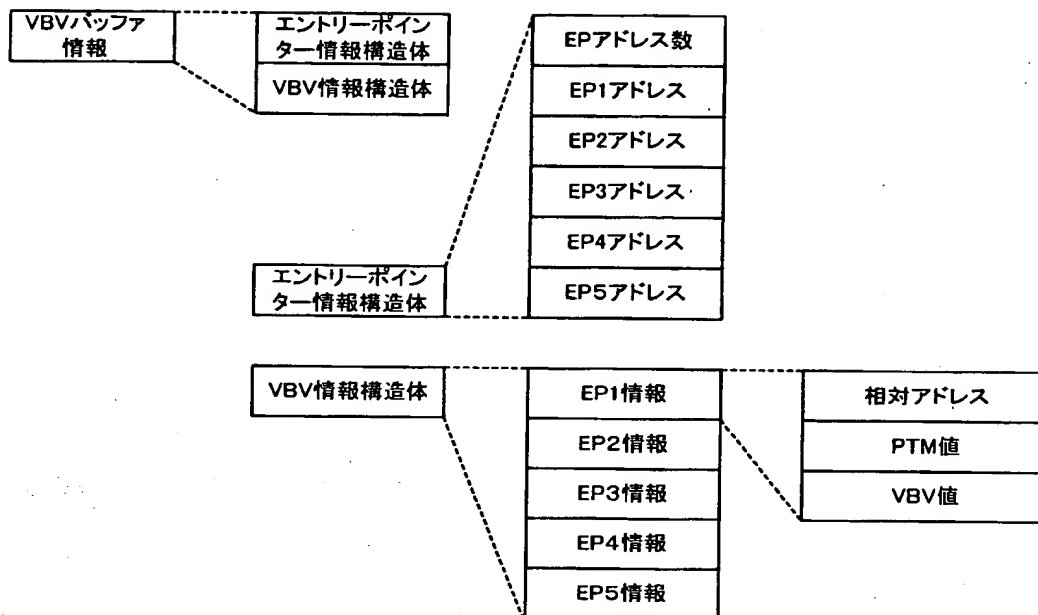 VBVバッファ
情報
エントリーポイン
ター情報構造体
VBV情報構造体
EPアドレス数
EP1アドレス
EP2アドレス
EP3アドレス
EP4アドレス
EP5アドレス
エントリーポイン
ター情報構造体
VBV情報構造体
EP1情報
EP2情報
EP3情報
EP4情報
EP5情報
相対アドレス
PTM値
VBV値